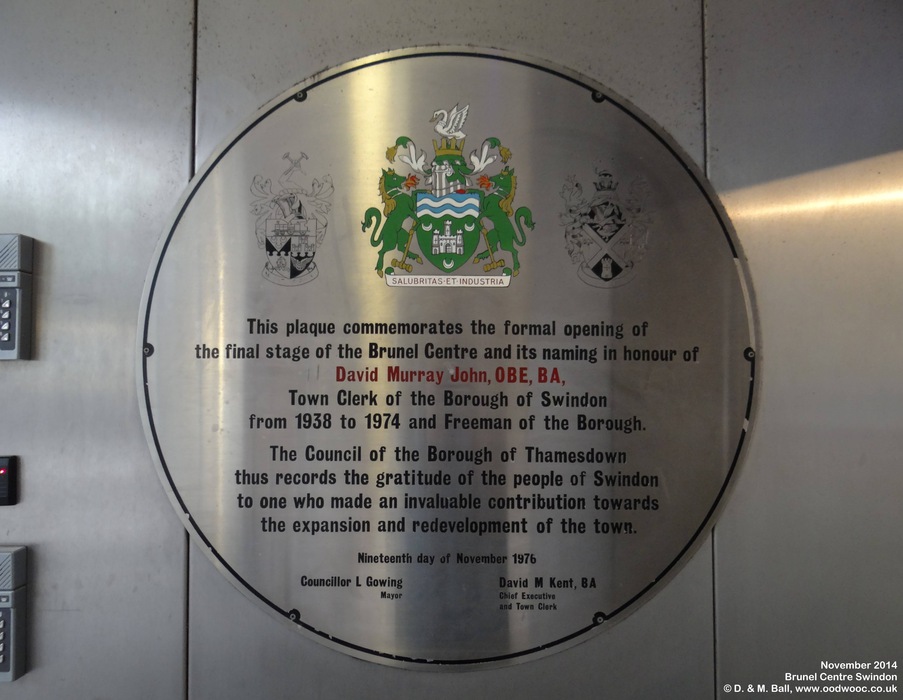 SALUBRITAS·ET·INDUSTRIA
This plaque commemorates the formal opening of
the final stage of the Brunel Centre and its naming in honour of
David Murray John, OBE, BA,
Town Clerk of the Borough of Swindon
from 1938 to 1974 and Freeman of the Borough.
The Council of the Borough of Thamesdown
thus records the gratitude of the people of Swindon
to one who made an invaluable contribution towards
the expansion and redevelopment of the town.
Nineteenth day of November 1976
Councillor L Gowing
Mayor
David M Kent, BA
Chief Executive
and Town Clerk
November 2014
Brunel Centre Swindon
© D. & M. Ball, www.oodwooc.co.uk